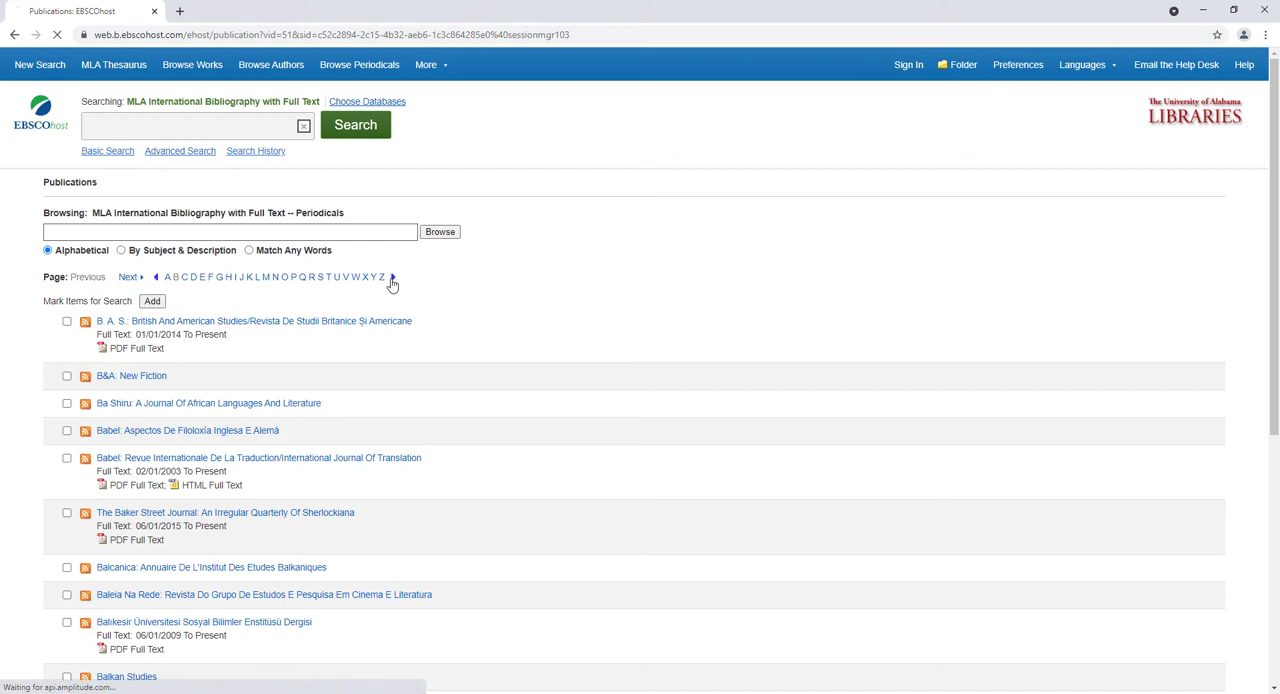 Publications: EBSCOhost
web.b.ebscohost.com/ehost/publication?vid=51&sid=c52c2894-2c15-4b32-aeb6-1c3c864285e0%40sessionmgr103
New Search MLA Thesaurus Browse Works Browse Authors Browse Periodicals More Sign In Folder Preferences Languages Email the Help Desk Help
Searching: MLA International Bibliography with Full Text Choose Databases
EBSCOhost
Search
The University of Alabama
LIBRARIES
Basic Search Advanced Search Search History
Publications
Browsing: MLA International Bibliography with Full Text -- Periodicals
Browse
Alphabetical By Subject & Description Match Any Words
Page: Previous Next A B C D E F G H I J K L M N O P Q R S T U V W X Y Z
Mark Items for Search Add
B. A. S.: British And American Studies/Revista De Studii Britanice Și Americane
Full Text: 01/01/2014 To Present
PDF Full Text
B&A: New Fiction
Ba Shiru: A Journal Of African Languages And Literature
Babel: Aspectos De Filoloxía Inglesa E Alemá
Babel: Revue Internationale De La Traduction/International Journal Of Translation
Full Text: 02/01/2003 To Present
PDF Full Text; HTML Full Text
The Baker Street Journal: An Irregular Quarterly Of Sherlockiana
Full Text: 06/01/2015 To Present
PDF Full Text
Balcanica: Annuaire De L'Institut Des Etudes Balkaniques
Baleia Na Rede: Revista Do Grupo De Estudos E Pesquisa Em Cinema E Literatura
Balıkesir Üniversitesi Sosyal Bilimler Enstitüsü Dergisi
Full Text: 06/01/2009 To Present
PDF Full Text
Balkan Studies
Waiting for api.amplitude.com...